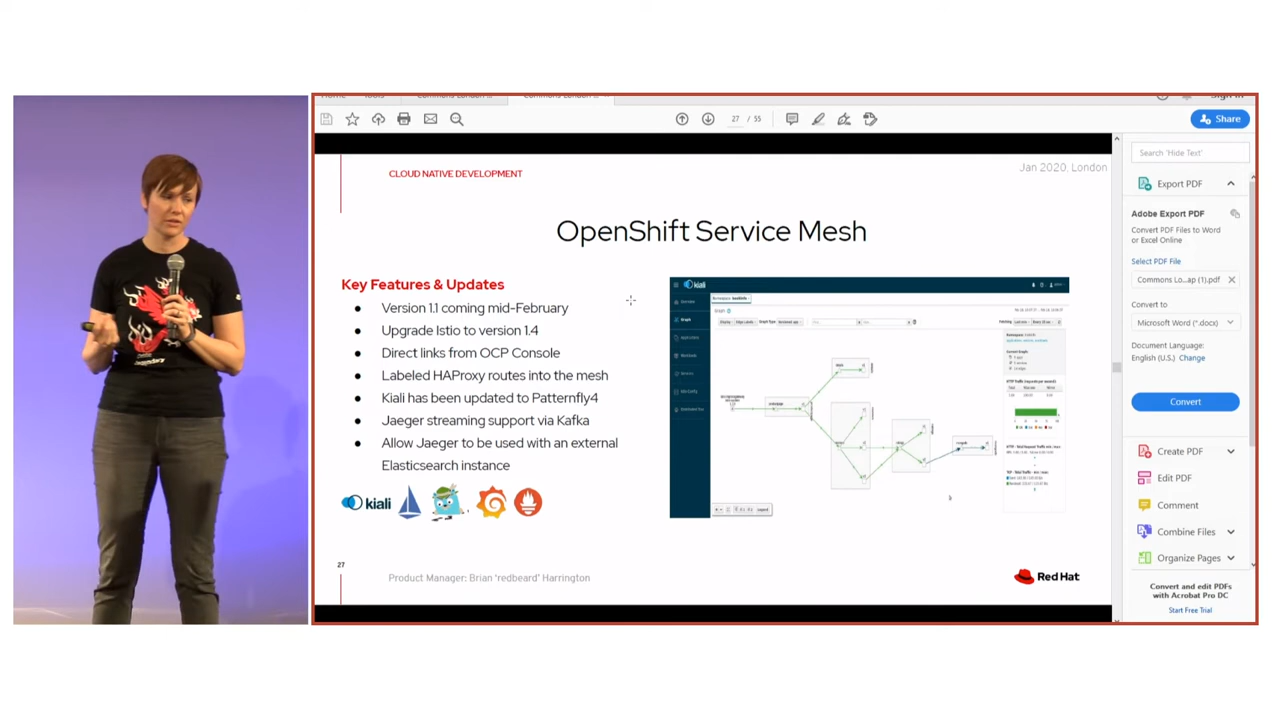 27 / 55
Share
Search 'Hide Text'
Jan 2020, London
CLOUD NATIVE DEVELOPMENT
Export PDF
OpenShift Service Mesh
Adobe Export PDF
Convert PDF Files to Word
or Excel Online
Select PDF File
Commons Lo...ap (1).pdf
Convert to
Microsoft Word (*.docx)
Document Language:
English (U.S.) Change
Convert
Key Features & Updates
● Version 1.1 coming mid-February
● Upgrade Istio to version 1.4
● Direct links from OCP Console
● Labeled HAProxy routes into the mesh
● Kiali has been updated to Patternfly4
● Jaeger streaming support via Kafka
● Allow Jaeger to be used with an external
Elasticsearch instance
kiali
kiali
Create PDF
Edit PDF
Comment
Combine Files
Organize Pages
27
Product Manager: Brian 'redbeard' Harrington
Red Hat
Convert and edit PDFs
with Acrobat Pro DC
Start Free Trial